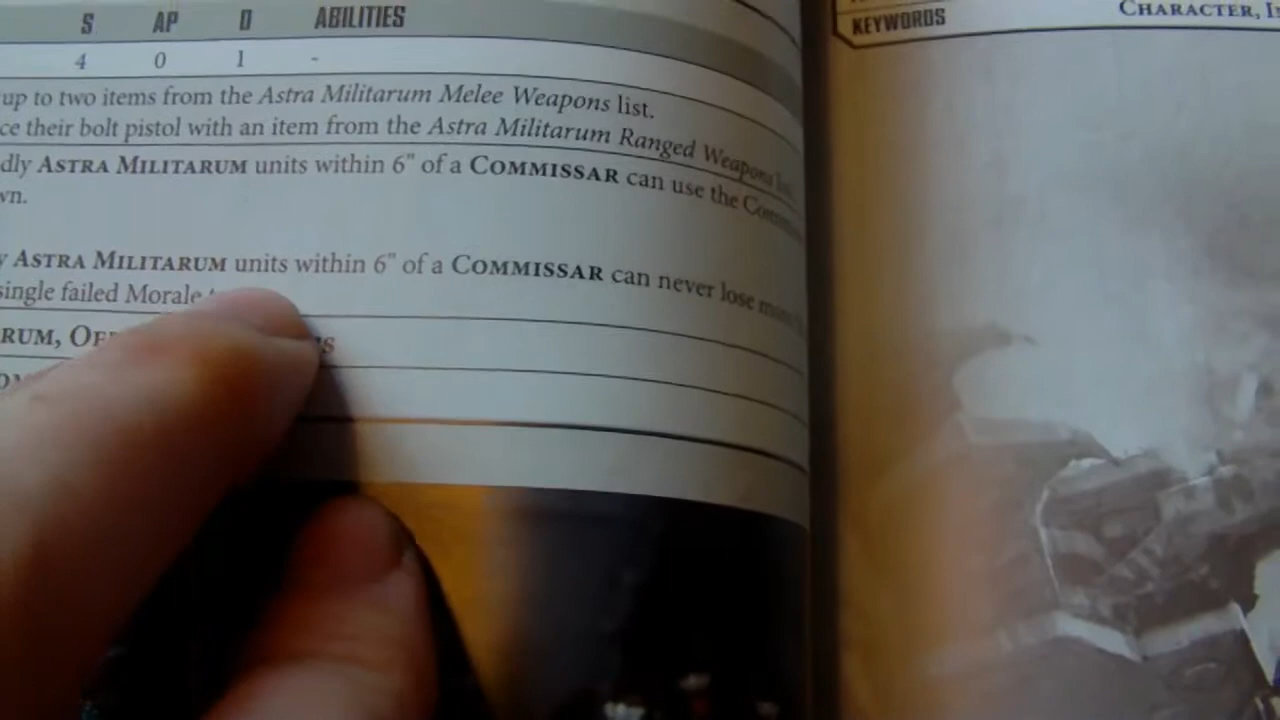 S AP D ABILITIES
4 0 1 -
up to two items from the Astra Militarum Melee Weapons list.
ce their bolt pistol with an item from the Astra Militarum Ranged Weapons
dly ASTRA MILITARUM units within 6" of a COMMISSAR can use the
wn.
y ASTRA MILITARUM units within 6" of a COMMISSAR can never lose
single failed Morale
RUM,
KEYWORDS
CHARACTER,